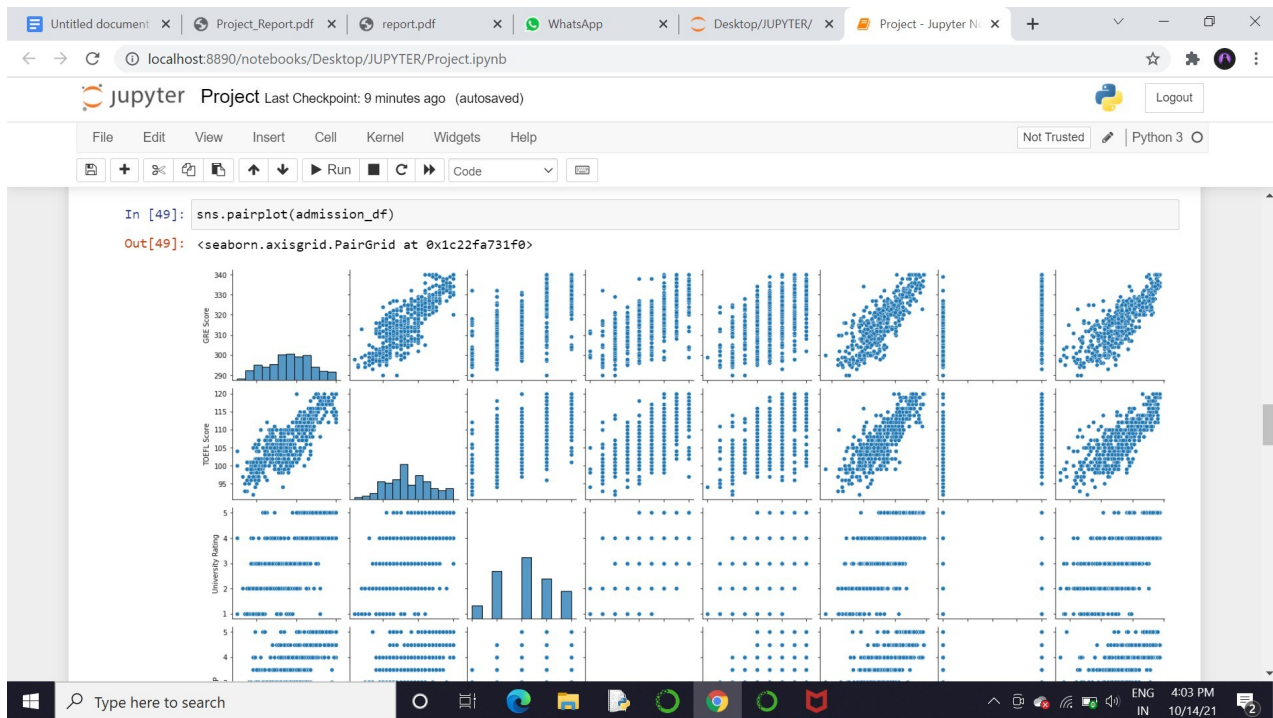 Untitled document
Project_Report.pdf
report.pdf
WhatsApp
Desktop/JUPYTER/
Project - Jupyter No
localhost:8890/notebooks/Desktop/JUPYTER/Project.ipynb
Jupyter Project Last Checkpoint: 9 minutes ago (autosaved)
Logout
File Edit View Insert Cell Kernel Widgets Help
Not Trusted
Python 3
Run
Code
In [49]: sns.pairplot(admission_df)
Out[49]: <seaborn.axisgrid.PairGrid at 0x1c22fa731f0>
340
330
320
310
300
290
GRE Score
120
115
110
105
100
95
TOEFL Score
5
4
3
2
1
University Rating
5
4
Type here to search
ENG
IN
4:03 PM
10/14/21
2